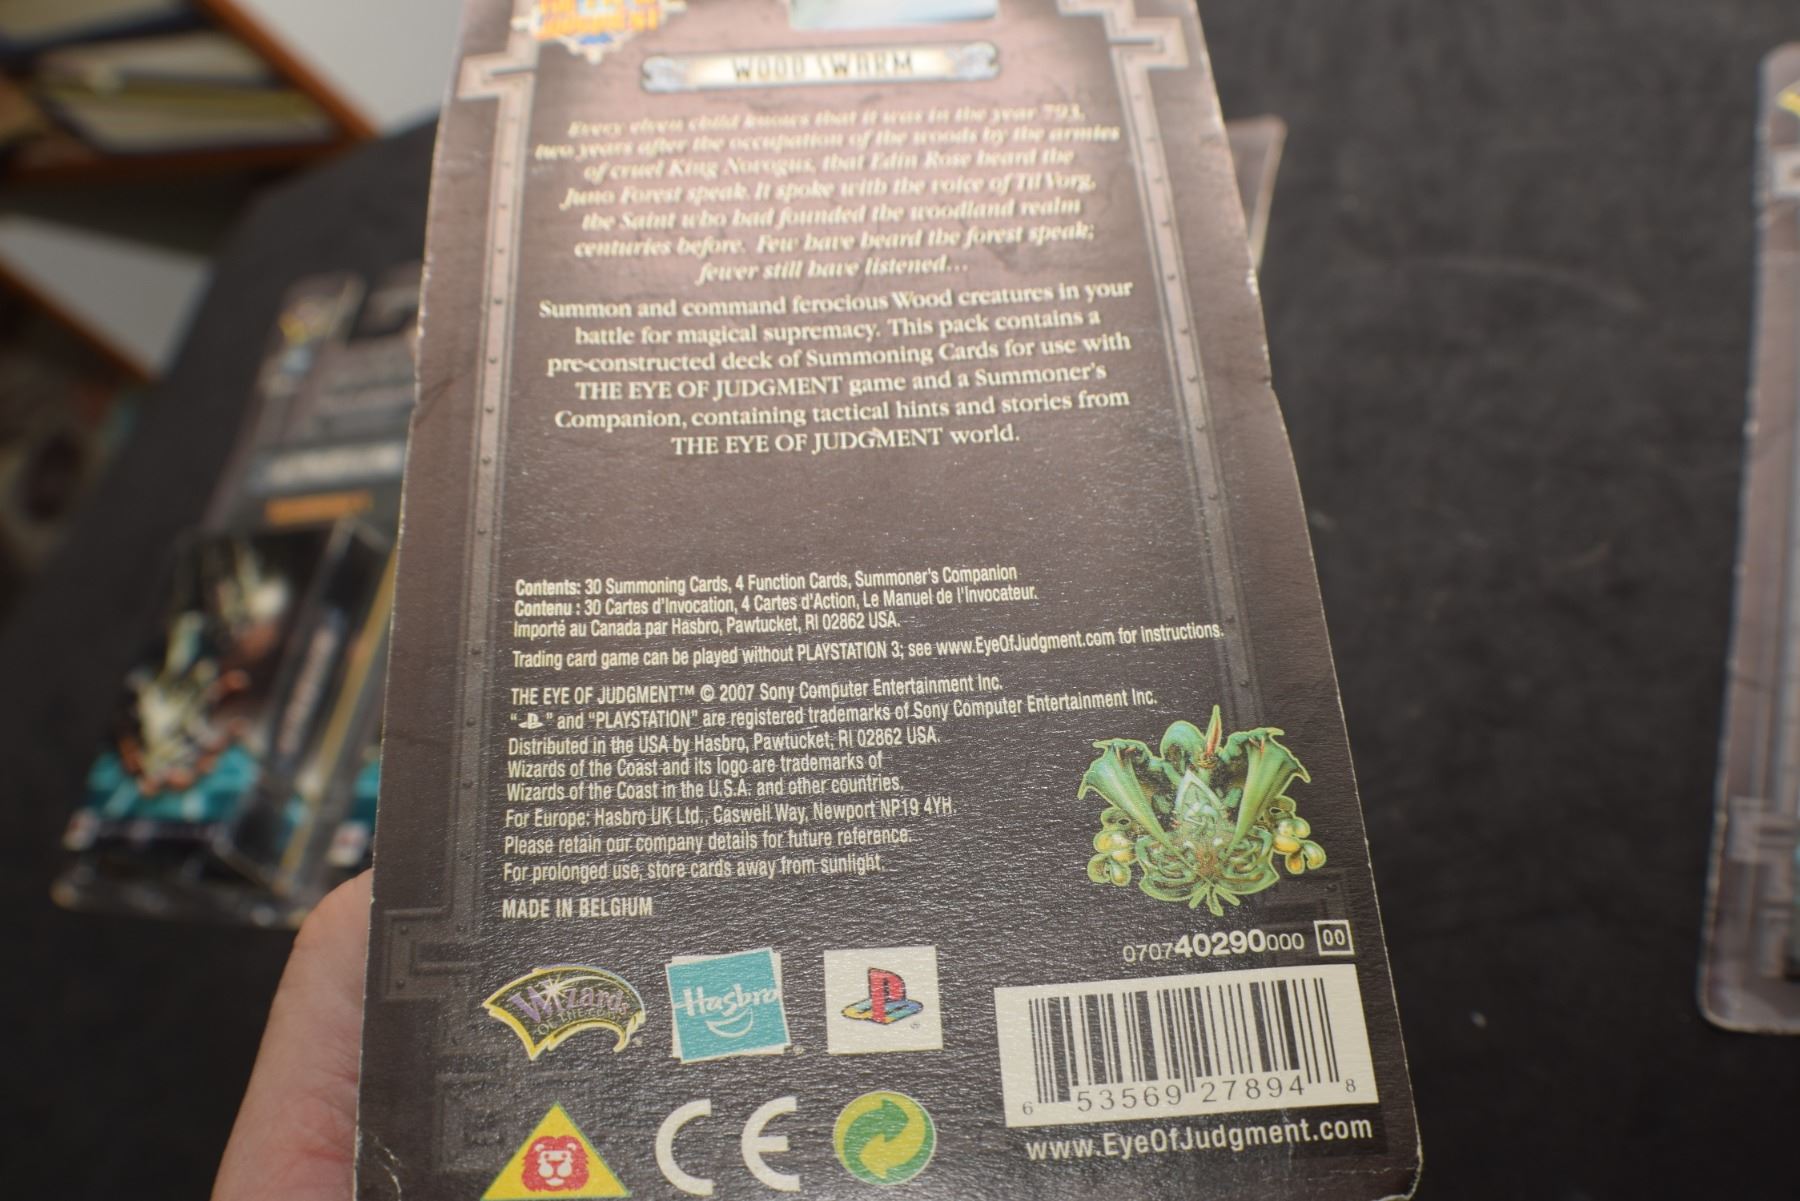 WOOD SWARM
Every elven child knows that it was in the year 793,
two years after the occupation of the woods by the armies
of cruel King Norogus, that Edin Rose heard the
Juno Forest speak. It spoke with the voice of Til Vorg,
the Saint who had founded the woodland realm
centuries before. Few have heard the forest speak;
fewer still have listened...
Summon and command ferocious Wood creatures in your
battle for magical supremacy. This pack contains a
pre-constructed deck of Summoning Cards for use with
THE EYE OF JUDGMENT game and a Summoner's
Companion, containing tactical hints and stories from
THE EYE OF JUDGMENT world.
Contents: 30 Summoning Cards, 4 Function Cards, Summoner's Companion
Contenu : 30 Cartes d'Invocation, 4 Cartes d'Action, Le Manuel de l'Invocateur.
Importé au Canada par Hasbro, Pawtucket, RI 02862 USA.
Trading card game can be played without PLAYSTATION 3; see www.EyeOfJudgment.com for instructions.
THE EYE OF JUDGMENT™ © 2007 Sony Computer Entertainment Inc.
" " and "PLAYSTATION" are registered trademarks of Sony Computer Entertainment Inc.
Distributed in the USA by Hasbro, Pawtucket, RI 02862 USA.
Wizards of the Coast and its logo are trademarks of
Wizards of the Coast in the U.S.A. and other countries.
For Europe: Hasbro UK Ltd., Caswell Way, Newport NP19 4YH.
Please retain our company details for future reference.
For prolonged use, store cards away from sunlight.
MADE IN BELGIUM
070740290000 00
Wizards OF THE COAST
Hasbro
®
6 53569 27894 8
www.EyeOfJudgment.com
CE